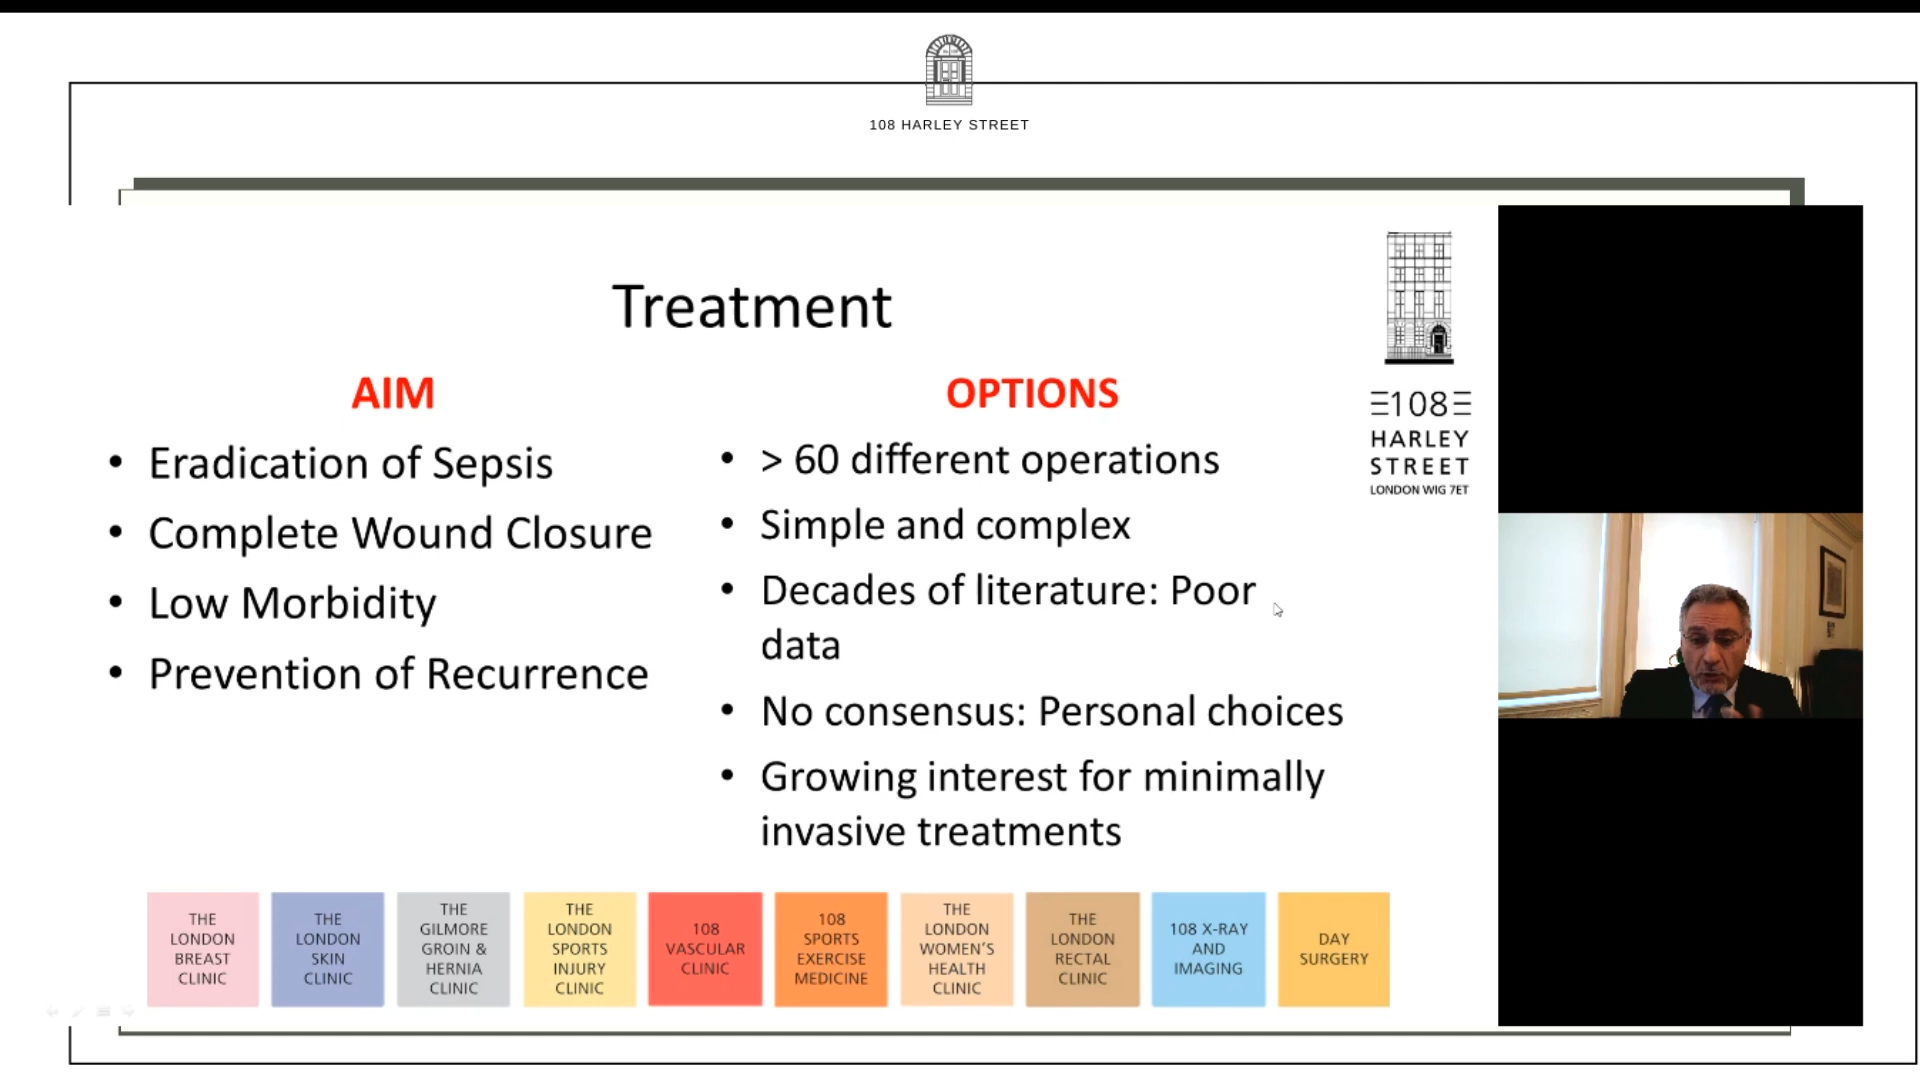 108 HARLEY STREET
Treatment
AIM
• Eradication of Sepsis
• Complete Wound Closure
• Low Morbidity
• Prevention of Recurrence
OPTIONS
• > 60 different operations
• Simple and complex
• Decades of literature: Poor
data
• No consensus: Personal choices
• Growing interest for minimally
invasive treatments
108
HARLEY
STREET
LONDON W1G 7ET
THE
LONDON
BREAST
CLINIC
THE
LONDON
SKIN
CLINIC
THE
GILMORE
GROIN &
HERNIA
CLINIC
THE
LONDON
SPORTS
INJURY
CLINIC
108
VASCULAR
CLINIC
108
SPORTS
EXERCISE
MEDICINE
THE
LONDON
WOMEN'S
HEALTH
CLINIC
THE
LONDON
RECTAL
CLINIC
108 X-RAY
AND
IMAGING
DAY
SURGERY